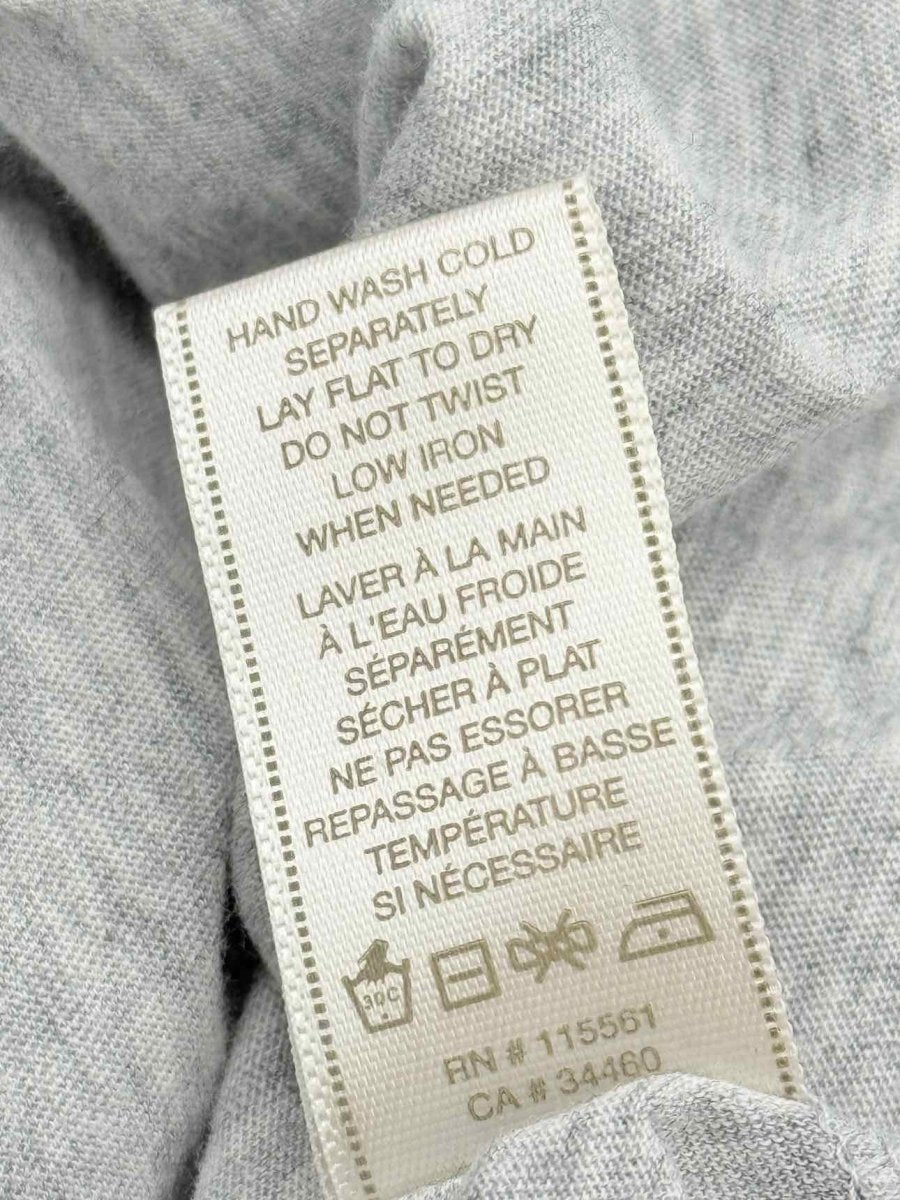 HAND WASH COLD
SEPARATELY
LAY FLAT TO DRY
DO NOT TWIST
LOW IRON
WHEN NEEDED
LAVER À LA MAIN
À L'EAU FROIDE
SÉPARÉMENT
SÉCHER À PLAT
NE PAS ESSORER
REPASSAGE À BASSE
TEMPÉRATURE
SI NÉCESSAIRE
30C
RN # 115561
CA # 34460